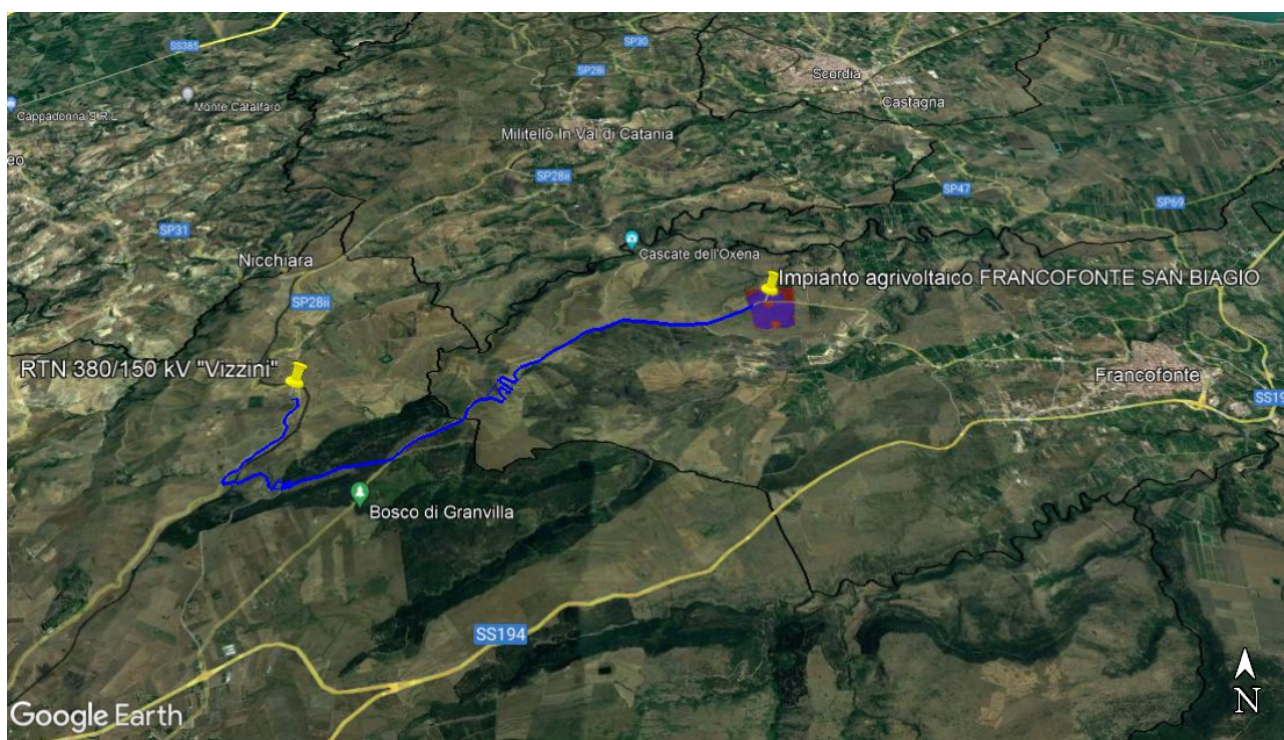 SS385
SP30
SP28i
Scordia
Monte Catalfaro
Castagna
Cappadonna S.R.L
Militello In Val di Catania
eo
SP28ii
SP47
SP69
SP31
Cascate dell'Oxena
Nicchiara
Impianto agrivoltaico FRANCOFONTE SAN BIAGIO
SP28ii
RTN 380/150 kV "Vizzini"
Francofonte
SS19
Bosco di Granvilla
SS194
Google Earth
N